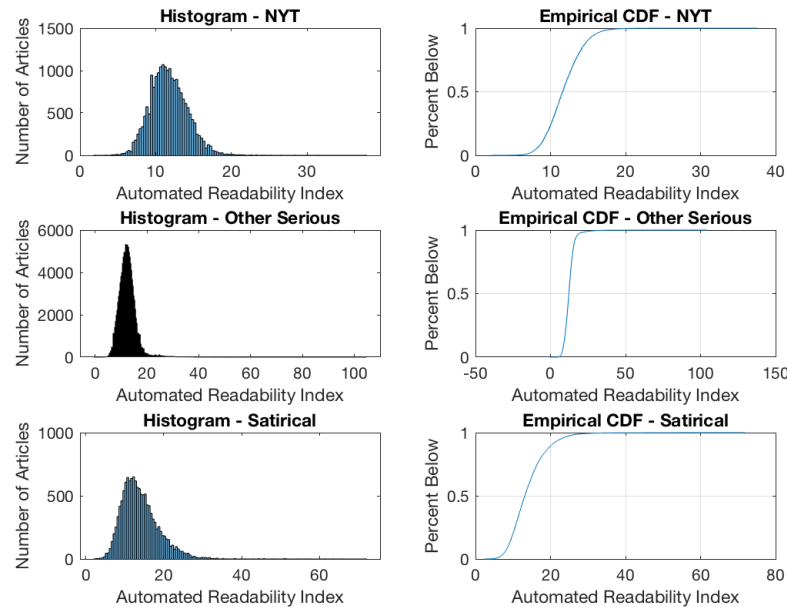 Histogram - NYT
Number of Articles
1500
1000
500
0
10
20
30
Automated Readability Index
Empirical CDF - NYT
Percent Below
1
0.5
0
0
10
20
30
40
Automated Readability Index
Histogram - Other Serious
Number of Articles
6000
4000
2000
0
0
20
40
60
80
100
Automated Readability Index
Empirical CDF - Other Serious
Percent Below
1
0.5
0
-50
0
50
100
150
Automated Readability Index
Histogram - Satirical
Number of Articles
1000
500
0
0
20
40
60
Automated Readability Index
Empirical CDF - Satirical
Percent Below
1
0.5
0
0
20
40
60
80
Automated Readability Index